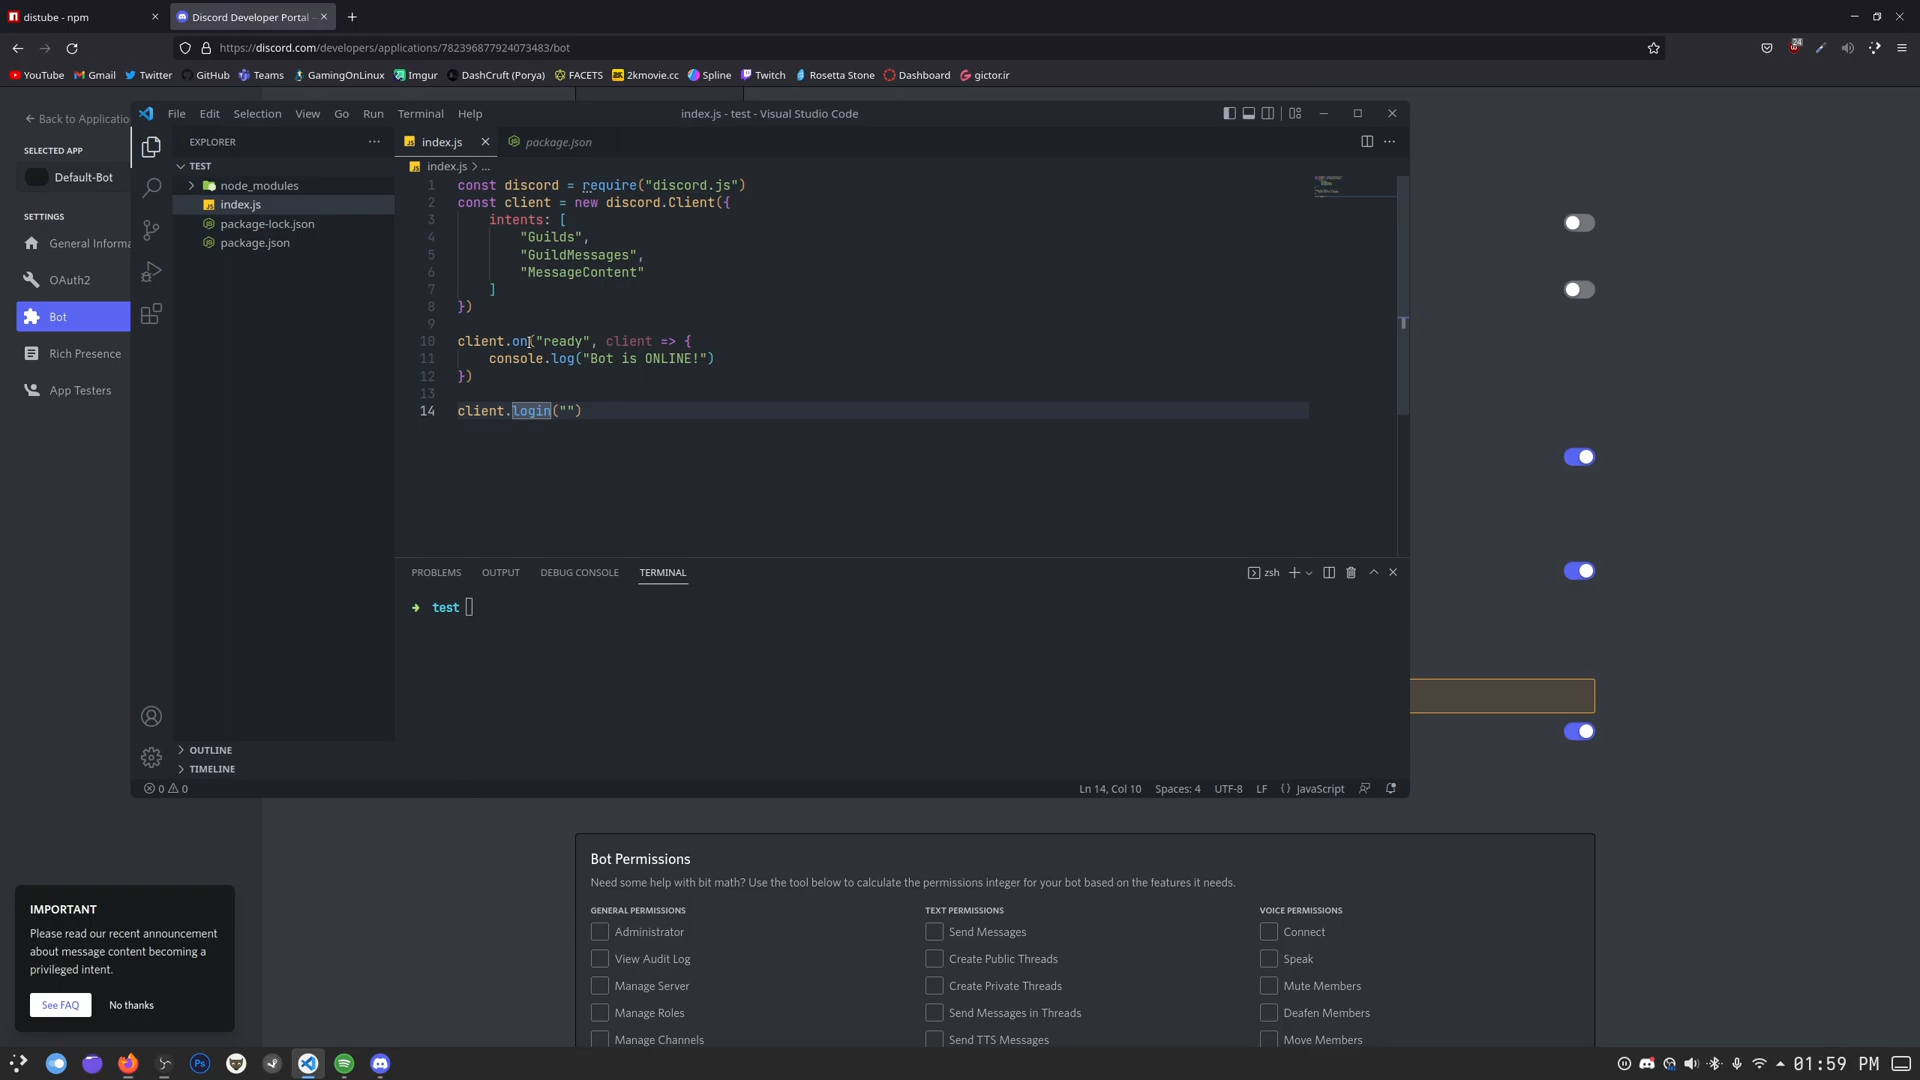 distube - npm
Discord Developer Portal —
https://discord.com/developers/applications/782396877924073483/bot
24
YouTube
Gmail
Twitter
GitHub
Teams
GamingOnLinux
Imgur
DashCruft (Porya)
FACETS
2kmovie.cc
Spline
Twitch
Rosetta Stone
Dashboard
gictor.ir
Back to Applicatio
SELECTED APP
Default-Bot
SETTINGS
General Informa
OAuth2
Bot
Rich Presence
App Testers
File Edit Selection View Go Run Terminal Help
index.js - test - Visual Studio Code
EXPLORER
TEST
node_modules
index.js
package-lock.json
package.json
OUTLINE
TIMELINE
index.js
package.json
index.js > ...
1 const discord = require("discord.js")
2 const client = new discord.Client({
3 intents: [
4 "Guilds",
5 "GuildMessages",
6 "MessageContent"
7 ]
8 })
9
10 client.on("ready", client => {
11 console.log("Bot is ONLINE!")
12 })
13
14 client.login("")
PROBLEMS OUTPUT DEBUG CONSOLE TERMINAL
zsh
test
0 0
Ln 14, Col 10
Spaces: 4
UTF-8
LF
JavaScript
Bot Permissions
Need some help with bit math? Use the tool below to calculate the permissions integer for your bot based on the features it needs.
GENERAL PERMISSIONS
Administrator
View Audit Log
Manage Server
Manage Roles
Manage Channels
TEXT PERMISSIONS
Send Messages
Create Public Threads
Create Private Threads
Send Messages in Threads
Send TTS Messages
VOICE PERMISSIONS
Connect
Speak
Mute Members
Deafen Members
Move Members
IMPORTANT
Please read our recent announcement
about message content becoming a
privileged intent.
See FAQ
No thanks
Ps
01:59 PM